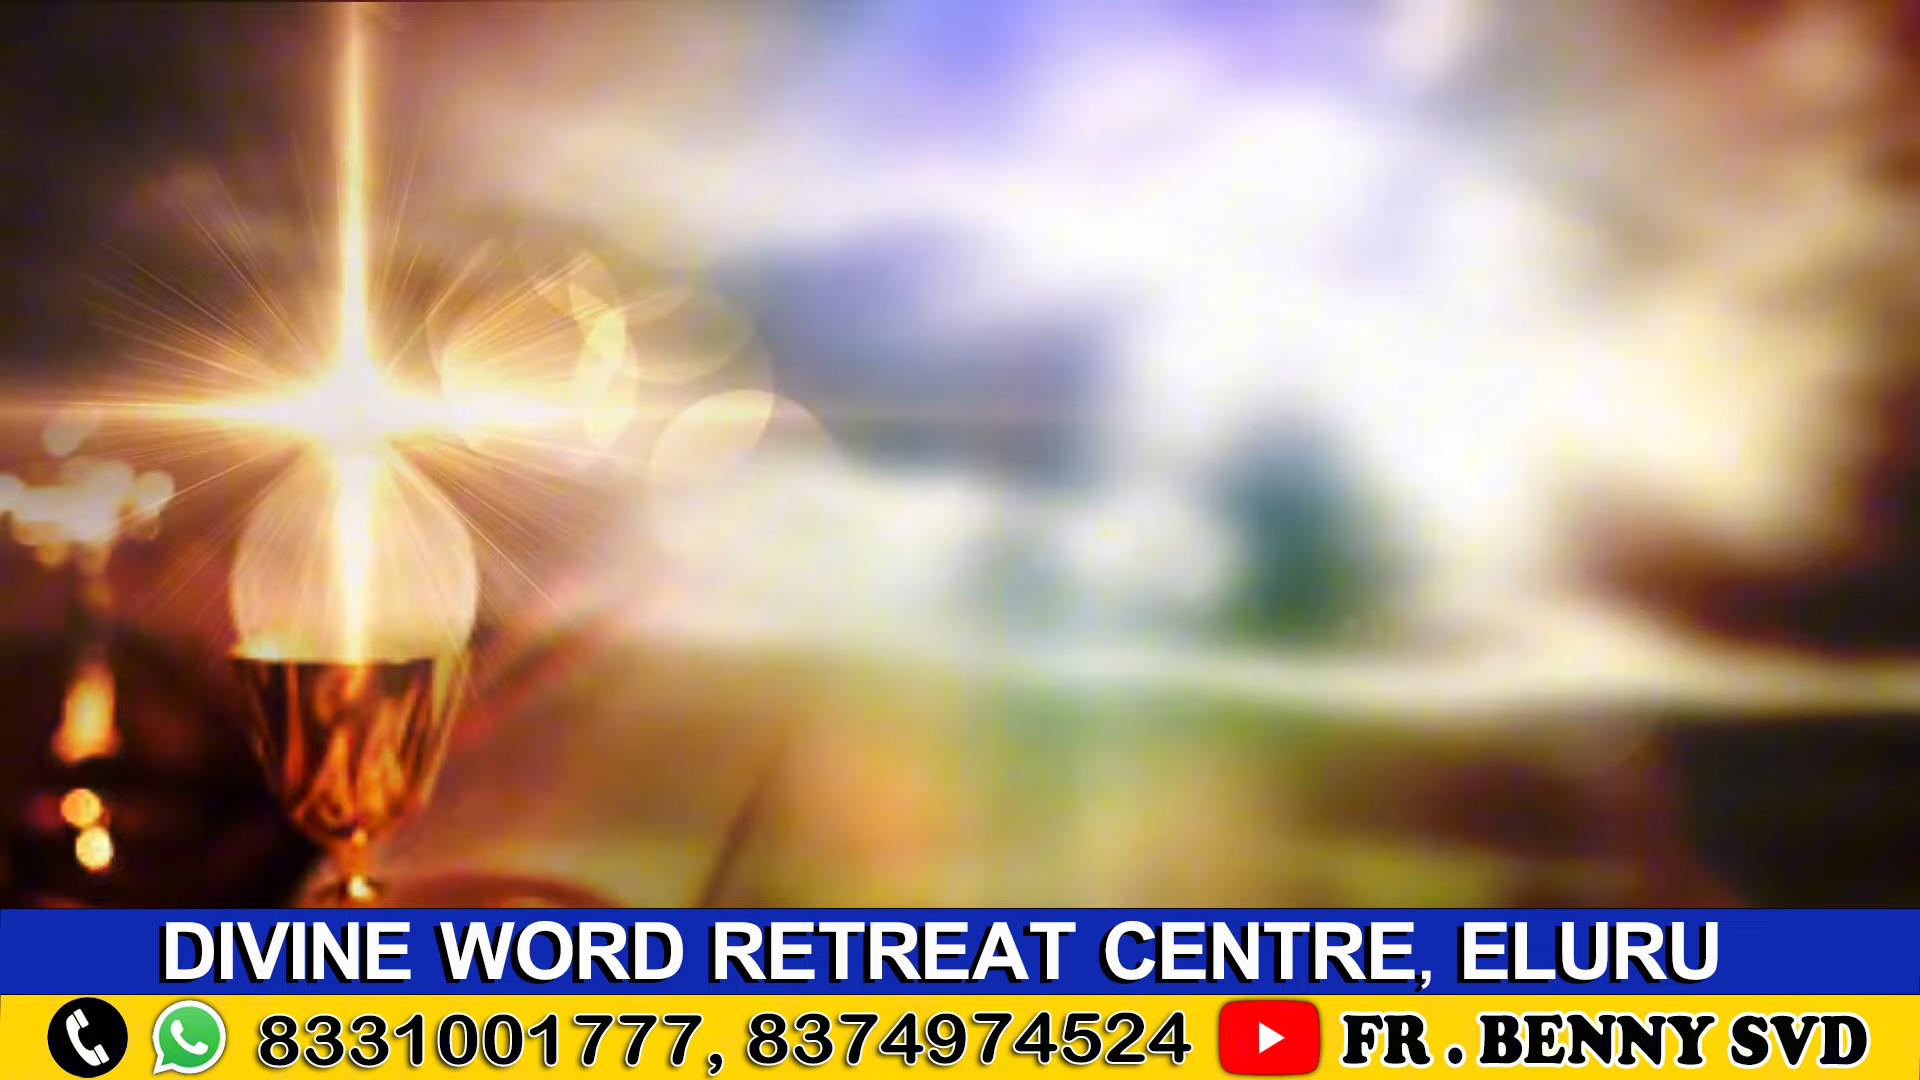 DIVINE WORD RETREAT CENTRE, ELURU
8331001777, 8374974524 FR . BENNY SVD